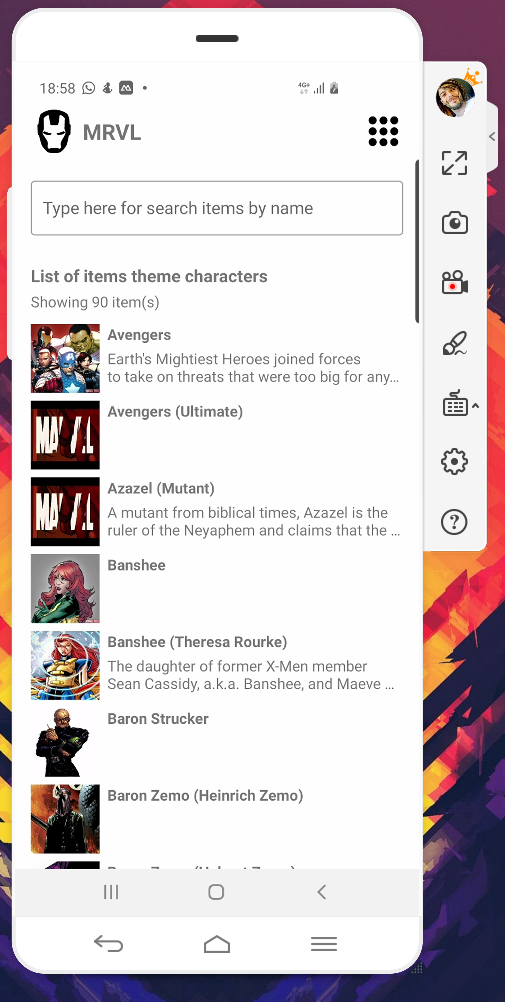 18:58
4G+
MRVL
Type here for search items by name
List of items theme characters
Showing 90 item(s)
Avengers
Earth's Mightiest Heroes joined forces
to take on threats that were too big for any…
Avengers (Ultimate)
Azazel (Mutant)
A mutant from biblical times, Azazel is the
ruler of the Neyaphem and claims that the …
Banshee
Banshee (Theresa Rourke)
The daughter of former X-Men member
Sean Cassidy, a.k.a. Banshee, and Maeve …
Baron Strucker
Baron Zemo (Heinrich Zemo)